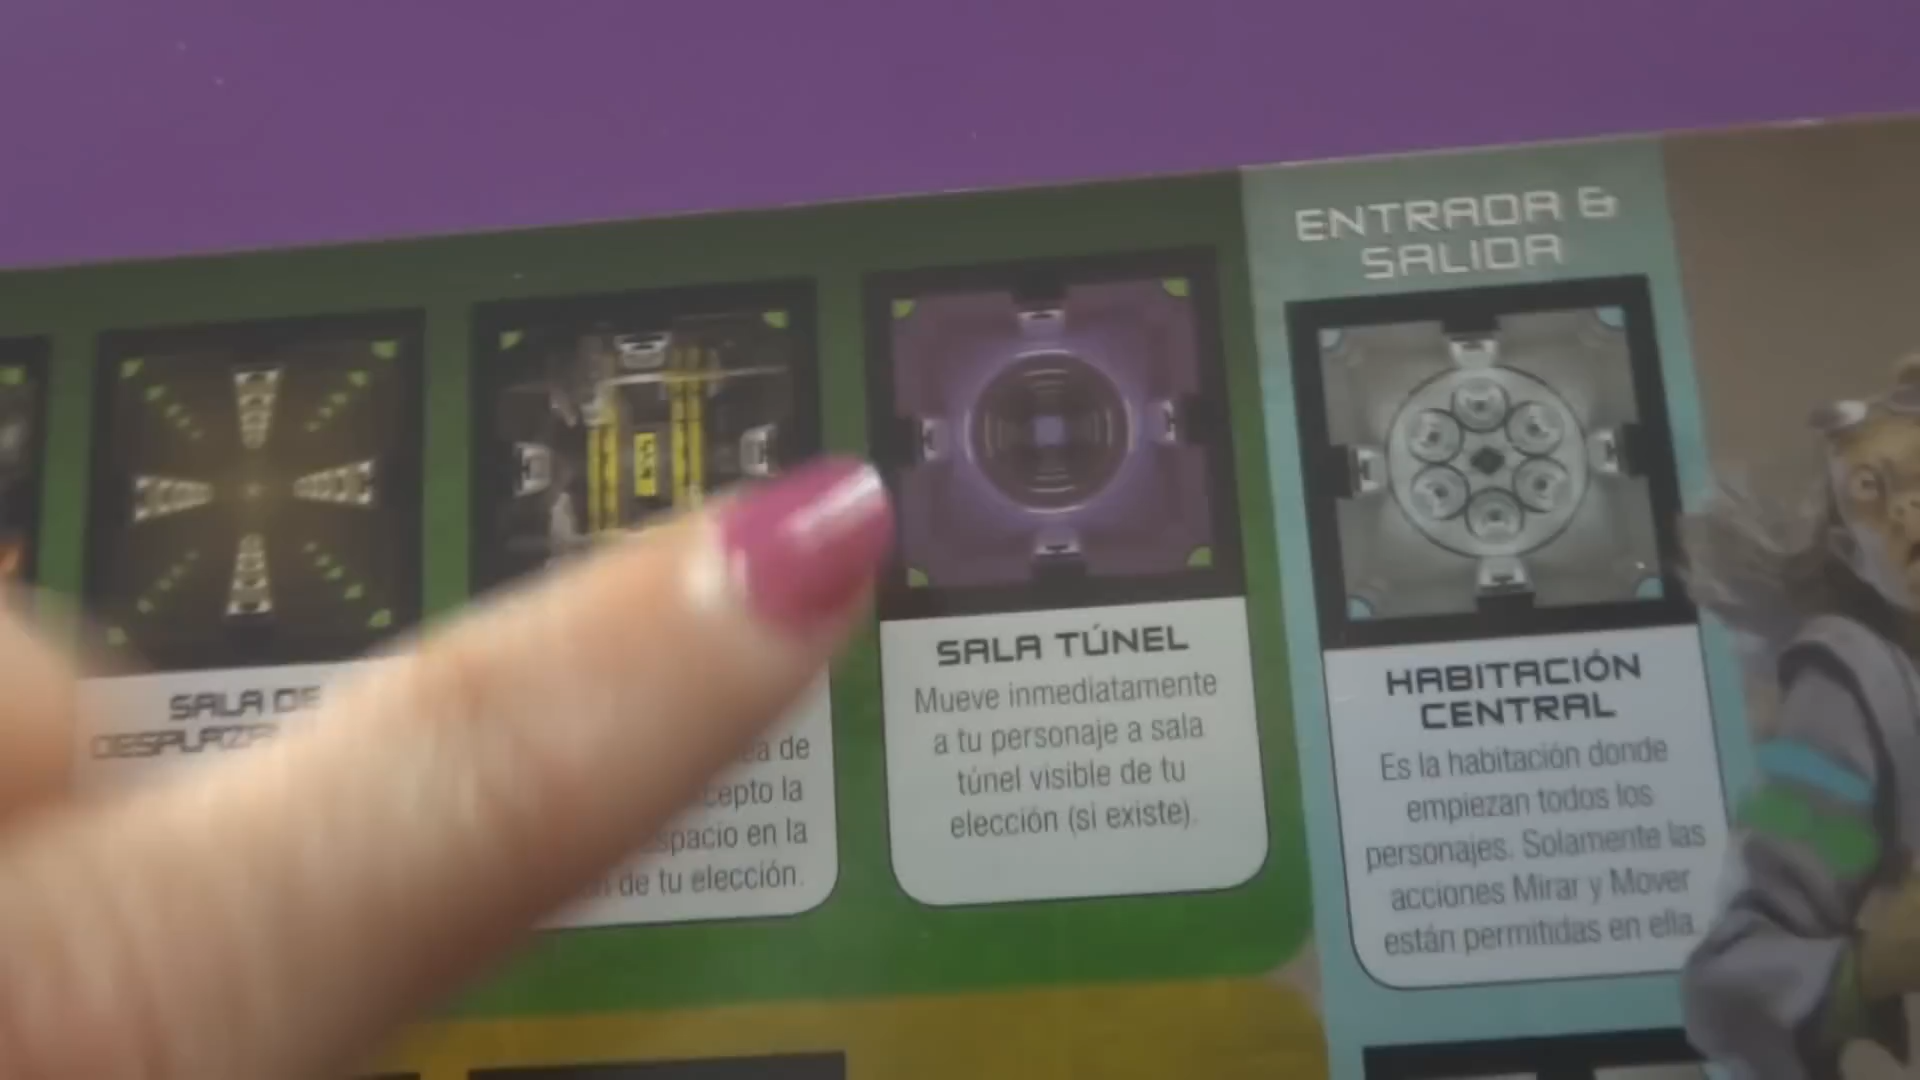 SALA DE
ea de
cepto la
spacio en la
de tu elección.
SALA TÚNEL
Mueve inmediatamente
a tu personaje a sala
túnel visible de tu
elección (si existe).
ENTRADA &
SALIDA
HABITACIÓN
CENTRAL
Es la habitación donde
empiezan todos los
personajes. Solamente las
acciones Mirar y Mover
están permitidas en ella.